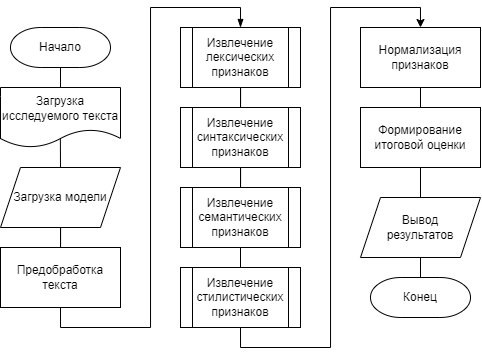 Начало
Загрузка
исследуемого текста
Загрузка модели
Предобработка
текста
Извлечение
лексических
признаков
Извлечение
синтаксических
признаков
Извлечение
семантических
признаков
Извлечение
стилистических
признаков
Нормализация
признаков
Формирование
итоговой оценки
Вывод
результатов
Конец